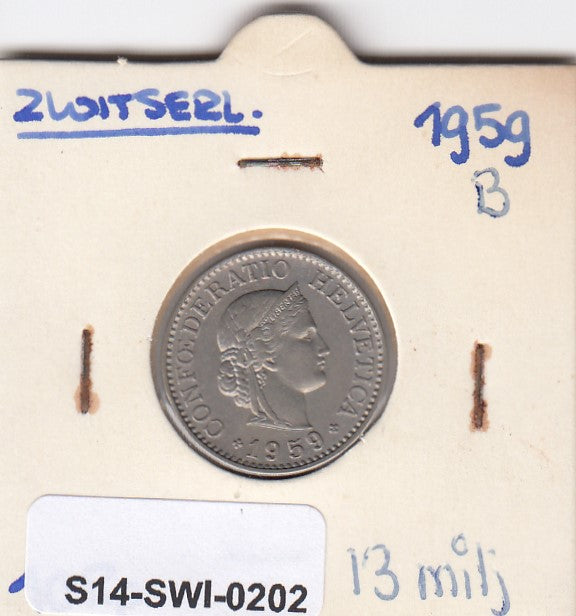 ZWITSERL.
1959
B
CONFŒDERATIO HELVETICA
*1959*
S14-SWI-0202
13 milj